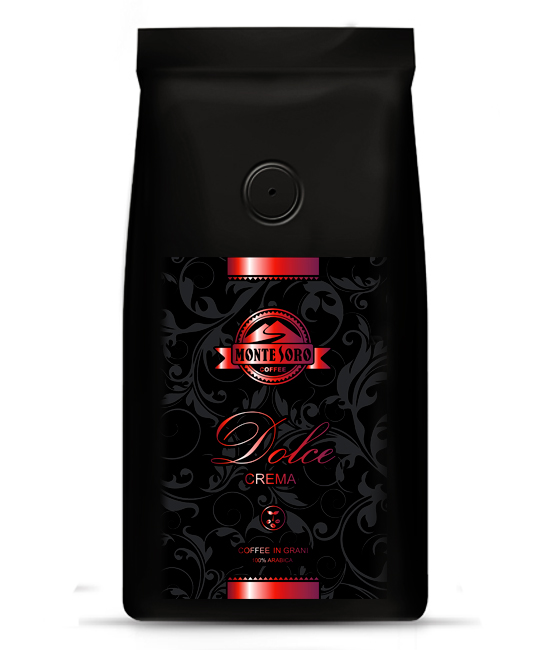 MONTE SORO
COFFEE
Dolce
CREMA
COFFEE IN GRANI
100% ARABICA